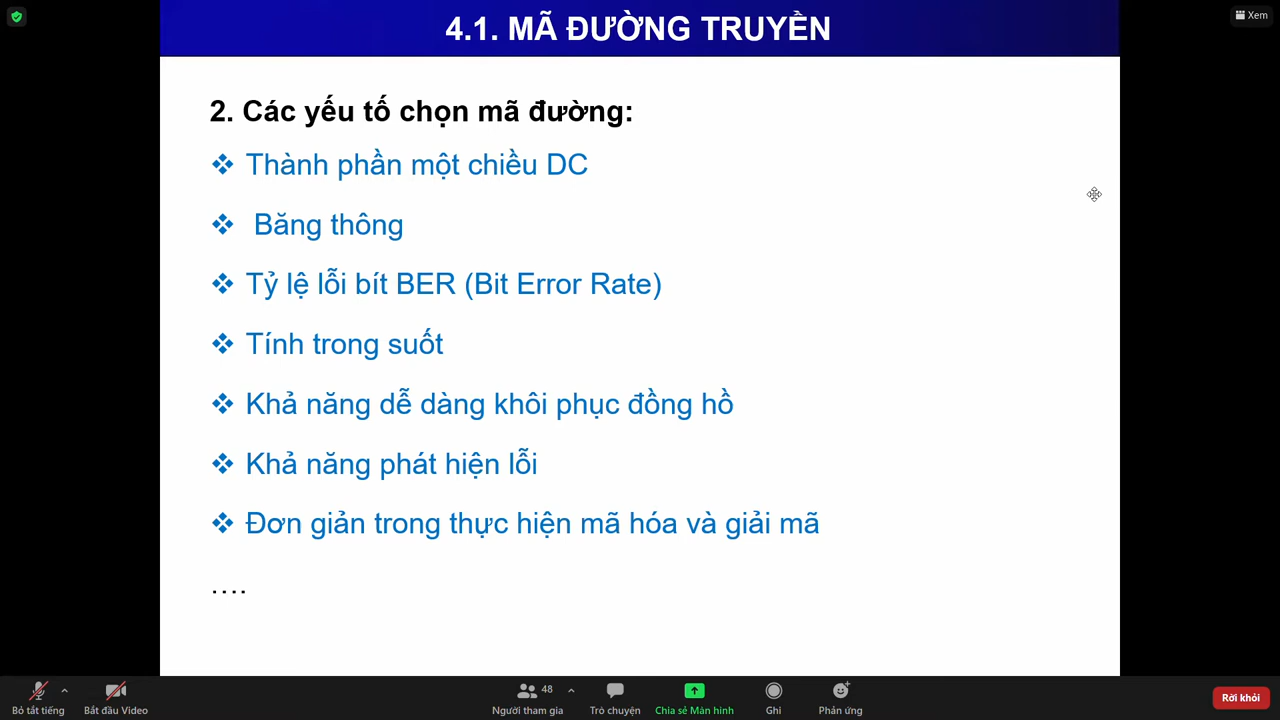 4.1. MÃ ĐƯỜNG TRUYỀN
Xem
2. Các yếu tố chọn mã đường:
❖ Thành phần một chiều DC
❖ Băng thông
❖ Tỷ lệ lỗi bít BER (Bit Error Rate)
❖ Tính trong suốt
❖ Khả năng dễ dàng khôi phục đồng hồ
❖ Khả năng phát hiện lỗi
❖ Đơn giản trong thực hiện mã hóa và giải mã
....
48
Bỏ tắt tiếng Bắt đầu Video Người tham gia Trò chuyện Chia sẻ Màn hình Ghi Phản ứng Rời khỏi